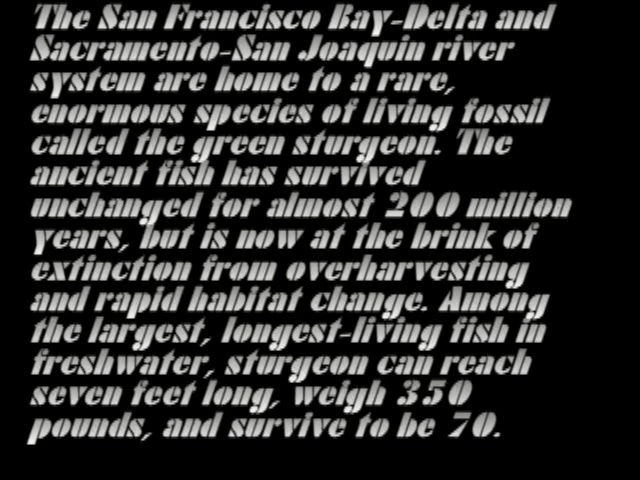 The San Francisco Bay-Delta and
Sacramento-San Joaquin river
system are home to a rare,
enormous species of living fossil
called the green sturgeon. The
ancient fish has survived
unchanged for almost 200 million
years, but is now at the brink of
extinction from overharvesting
and rapid habitat change. Among
the largest, longest-living fish in
freshwater, sturgeon can reach
seven feet long, weigh 350
pounds, and survive to be 70.